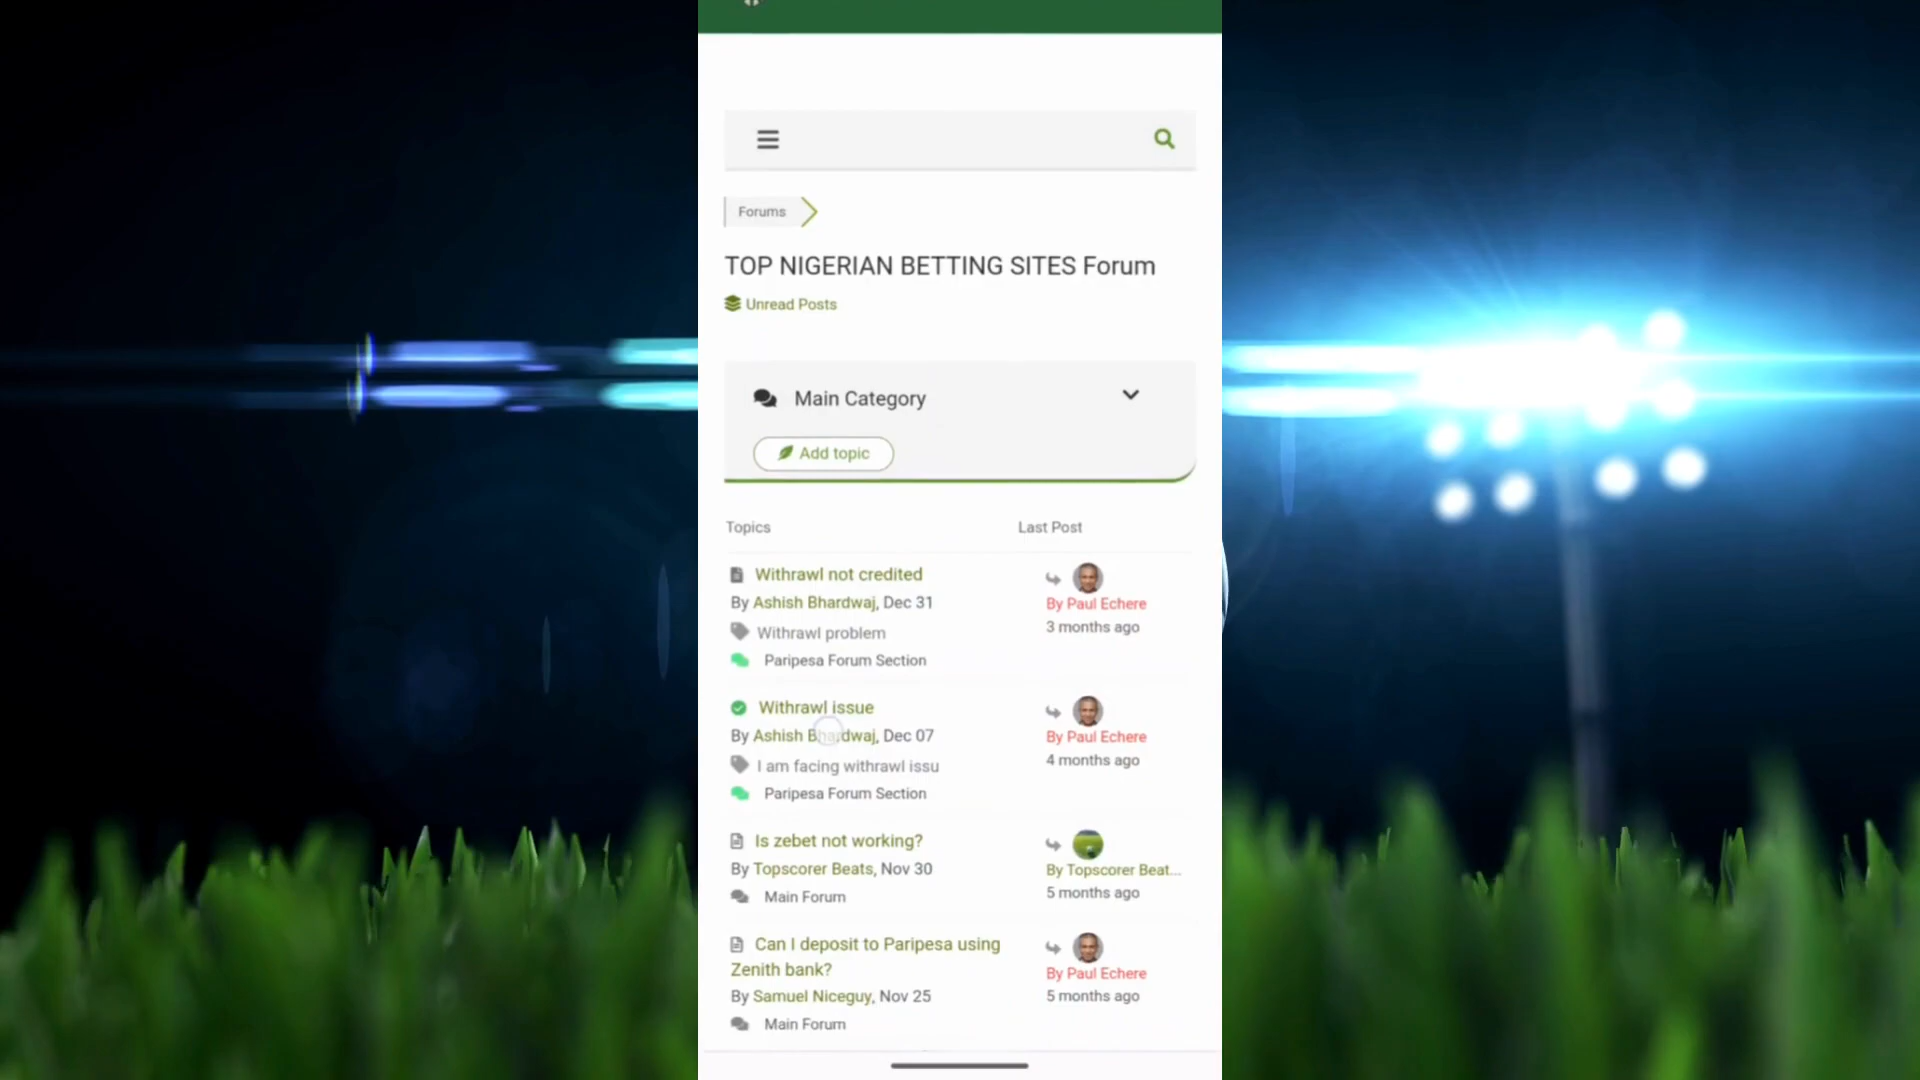 Forums
TOP NIGERIAN BETTING SITES Forum
Unread Posts
Main Category
Add topic
Topics Last Post
Withrawl not credited
By Ashish Bhardwaj, Dec 31
Withrawl problem
Paripesa Forum Section
By Paul Echere
3 months ago
Withrawl issue
By Ashish Bhardwaj, Dec 07
I am facing withrawl issu
Paripesa Forum Section
By Paul Echere
4 months ago
Is zebet not working?
By Topscorer Beats, Nov 30
Main Forum
By Topscorer Beat...
5 months ago
Can I deposit to Paripesa using
Zenith bank?
By Samuel Niceguy, Nov 25
Main Forum
By Paul Echere
5 months ago